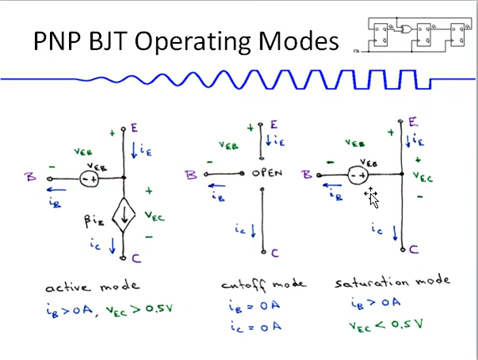 PNP BJT Operating Modes
E
+
iE
vEB
- vEB
B
- +
iB
+
βiB
vEC
iC
-
C
active mode
iB > 0A, vEC > 0.5V
E
+
iE
vEB
-
B
OPEN
iC
C
cutoff mode
iB = 0A
iC = 0A
E
+
iE
vEB
- vEB
+
B
- +
vEC
iB
-
iC
C
saturation mode
iB > 0A
vEC < 0.5V